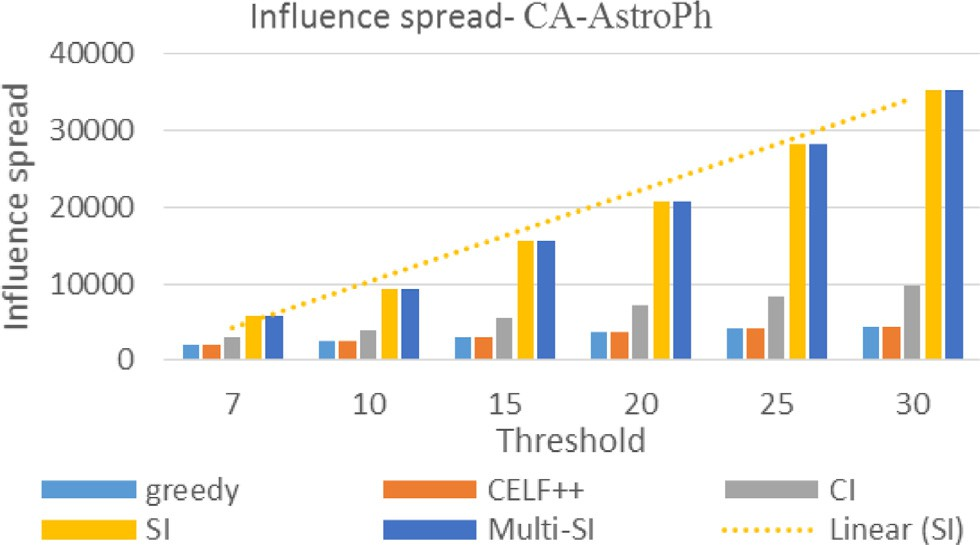 Influence spread- CA-AstroPh
Influence spread
40000
30000
20000
10000
0
7 10 15 20 25 30
Threshold
greedy CELF++ CI
SI Multi-SI Linear (SI)